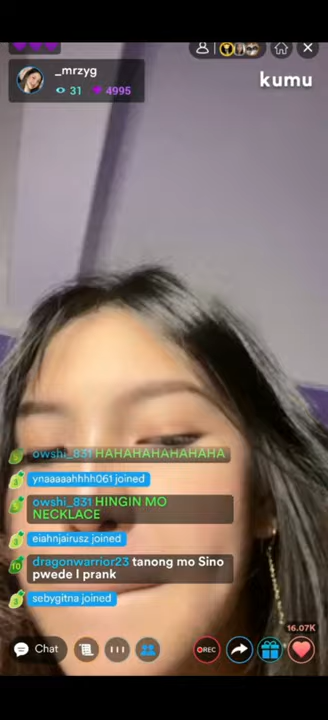 _mrzyg
31 4995
kumu
owshi_831 HAHAHAHAHAHAHA
ynaaaaahhhh061 joined
owshi_831 HINGIN MO
NECKLACE
eiahnjairusz joined
dragonwarrior23 tanong mo Sino
pwede I prank
sebygitna joined
16.07K
Chat
REC